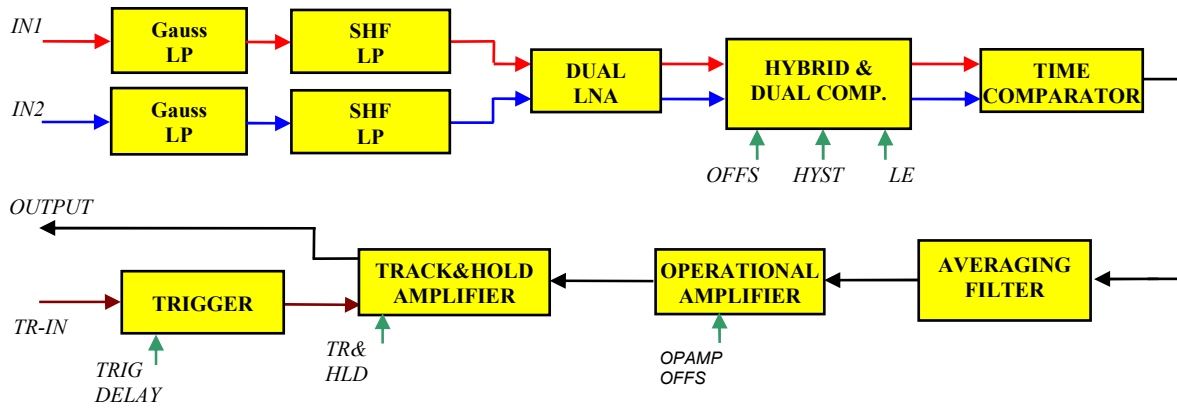 IN1
Gauss
LP
SHF
LP
DUAL
LNA
HYBRID &
DUAL COMP.
TIME
COMPARATOR
IN2
Gauss
LP
SHF
LP
OFFS
HYST
LE
OUTPUT
TRACK&HOLD
AMPLIFIER
OPERATIONAL
AMPLIFIER
AVERAGING
FILTER
TRIGGER
TR-IN
TRIG
DELAY
TR&
HLD
OPAMP
OFFS